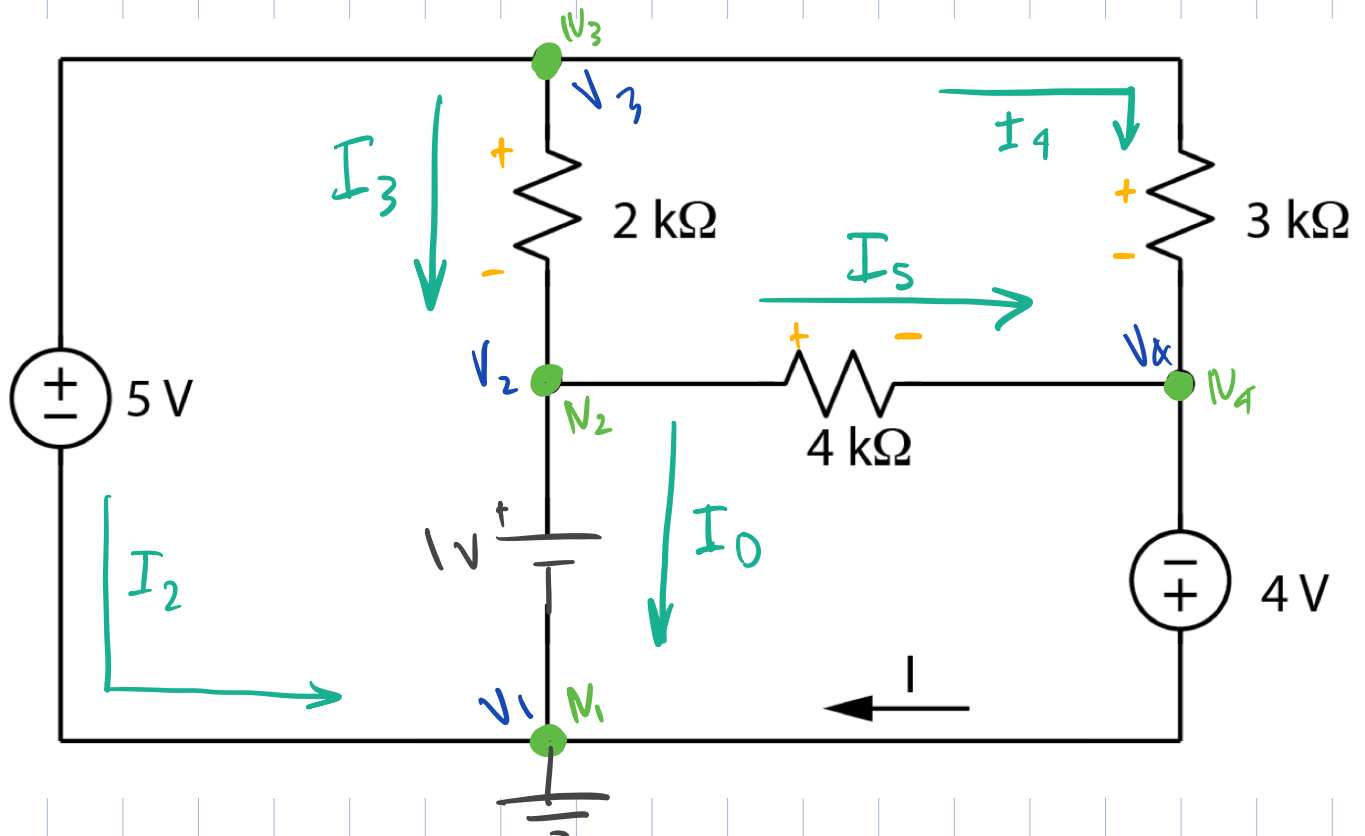 N3
V3
I4
I3
+
2 kΩ
+
3 kΩ
-
-
I5
+
-
V2
V4
N4
N2
4 kΩ
+
−
5 V
+
1V
I0
I2
−
+
4 V
I
V1
N1